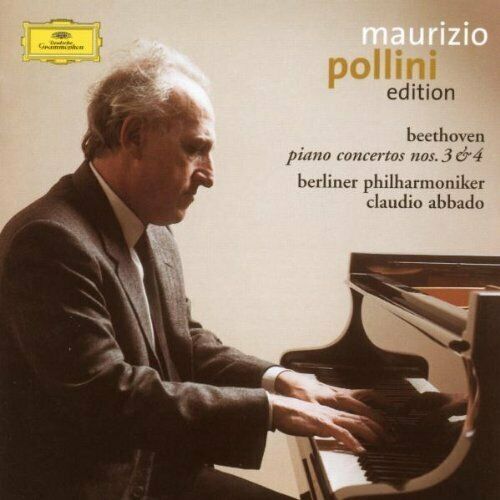 Deutsche
Grammophon
maurizio
pollini
edition
beethoven
piano concertos nos. 3 & 4
berliner philharmoniker
claudio abbado